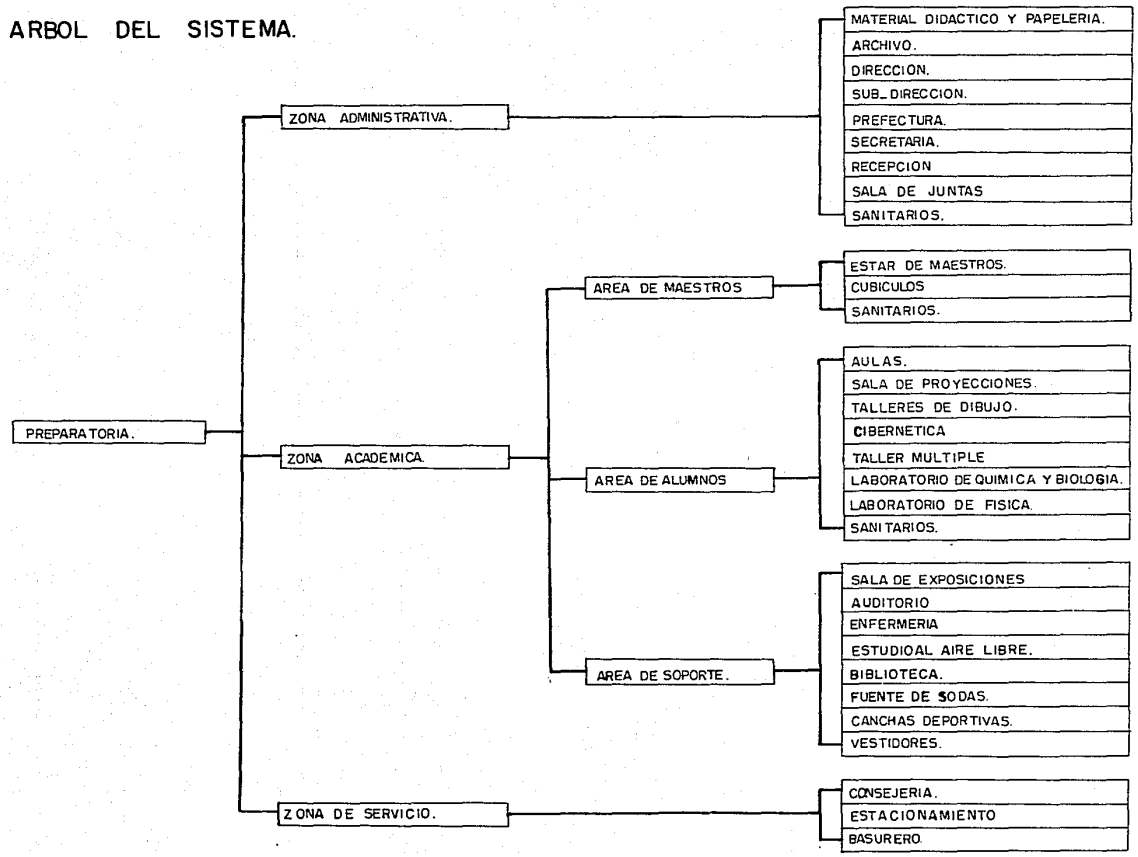 ARBOL DEL SISTEMA.
PREPARATORIA.
ZONA ADMINISTRATIVA.
MATERIAL DIDACTICO Y PAPELERIA.
ARCHIVO.
DIRECCION.
SUB_DIRECCION.
PREFECTURA.
SECRETARIA.
RECEPCION
SALA DE JUNTAS
SANITARIOS.
ZONA ACADEMICA.
AREA DE MAESTROS
ESTAR DE MAESTROS.
CUBICULOS
SANITARIOS.
AREA DE ALUMNOS
AULAS.
SALA DE PROYECCIONES.
TALLERES DE DIBUJO.
CIBERNETICA
TALLER MULTIPLE
LABORATORIO DE QUIMICA Y BIOLOGIA.
LABORATORIO DE FISICA.
SANITARIOS.
AREA DE SOPORTE.
SALA DE EXPOSICIONES
AUDITORIO
ENFERMERIA
ESTUDIOAL AIRE LIBRE.
BIBLIOTECA.
FUENTE DE SODAS.
CANCHAS DEPORTIVAS.
VESTIDORES.
ZONA DE SERVICIO.
CONSEJERIA.
ESTACIONAMIENTO
BASURERO.